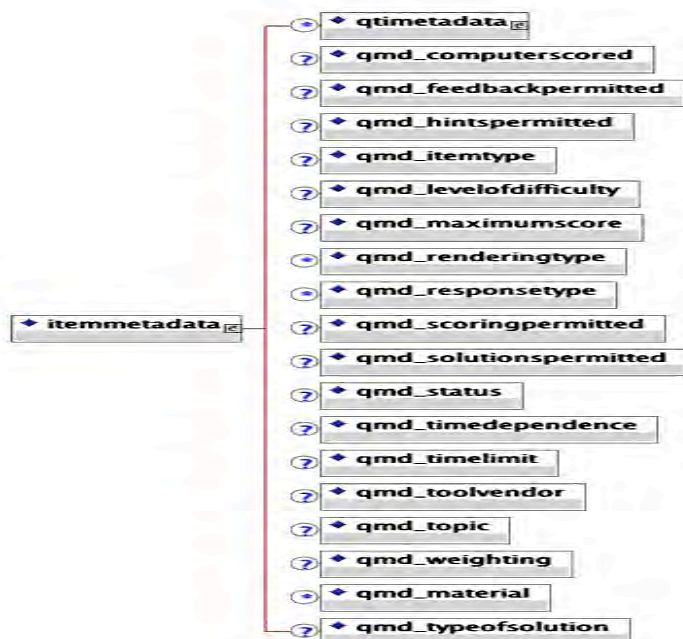 qtimetadata
qmd_computerscored
qmd_feedbackpermitted
qmd_hintspermitted
qmd_itemtype
qmd_levelofdifficulty
qmd_maximumscore
qmd_renderingtype
qmd_responsetype
itemmetadata
qmd_scoringpermitted
qmd_solutionspermitted
qmd_status
qmd_timedependence
qmd_timelimit
qmd_toolvendor
qmd_topic
qmd_weighting
qmd_material
qmd_typeofsolution